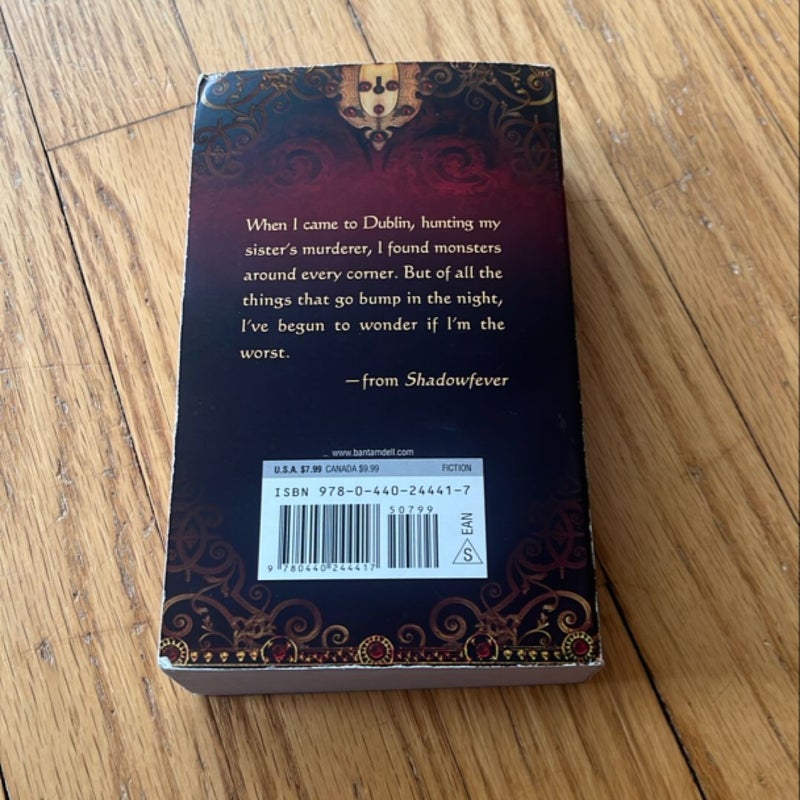 When I came to Dublin, hunting my
sister's murderer, I found monsters
around every corner. But of all the
things that go bump in the night,
I've begun to wonder if I'm the
worst.
—from Shadowfever
www.bantamdell.com
U.S.A. $7.99 CANADA $9.99 FICTION
ISBN 978-0-440-24441-7
50799
EAN
S
9 780440 244417